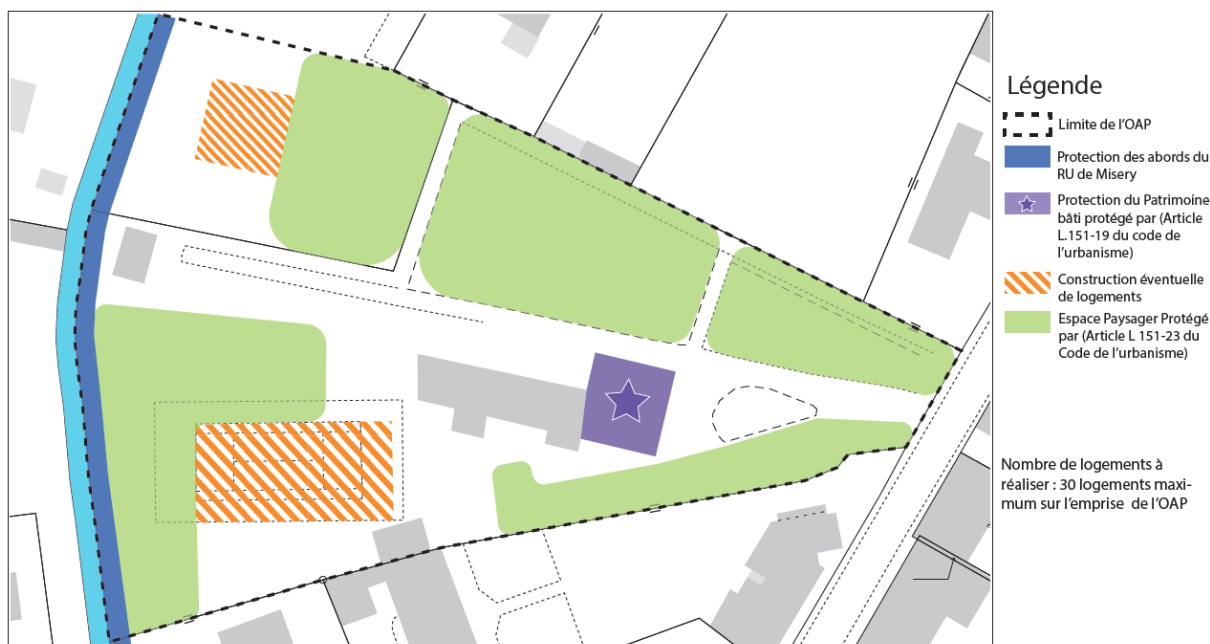 Légende
Limite de l'OAP
Protection des abords du
RU de Misery
Protection du Patrimoine
bâti protégé par (Article
L.151-19 du code de
l'urbanisme)
Construction éventuelle
de logements
Espace Paysager Protégé
par (Article L 151-23 du
Code de l'urbanisme)
Nombre de logements à
réaliser : 30 logements maxi-
mum sur l'emprise de l'OAP